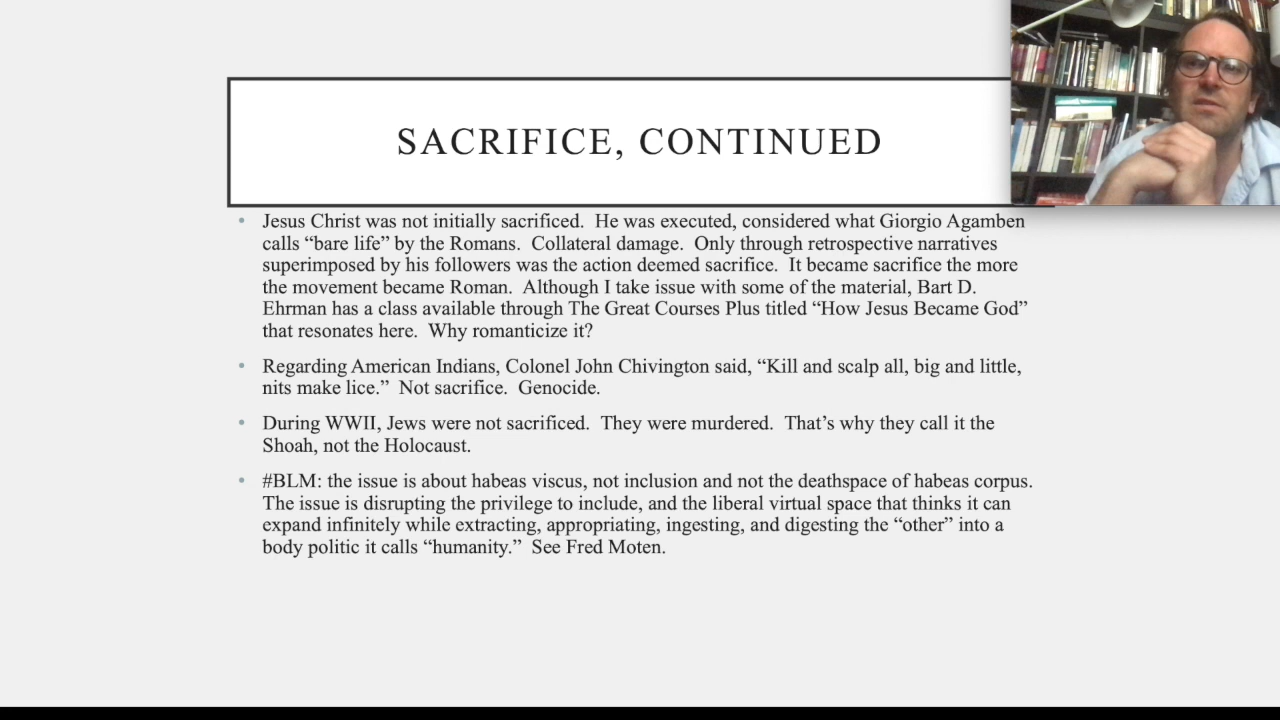 SACRIFICE, CONTINUED
• Jesus Christ was not initially sacrificed.  He was executed, considered what Giorgio Agamben
calls “bare life” by the Romans.  Collateral damage.  Only through retrospective narratives
superimposed by his followers was the action deemed sacrifice.  It became sacrifice the more
the movement became Roman.  Although I take issue with some of the material, Bart D.
Ehrman has a class available through The Great Courses Plus titled “How Jesus Became God”
that resonates here.  Why romanticize it?
• Regarding American Indians, Colonel John Chivington said, “Kill and scalp all, big and little,
nits make lice.”  Not sacrifice.  Genocide.
• During WWII, Jews were not sacrificed.  They were murdered.  That’s why they call it the
Shoah, not the Holocaust.
• #BLM: the issue is about habeas viscus, not inclusion and not the deathspace of habeas corpus.
The issue is disrupting the privilege to include, and the liberal virtual space that thinks it can
expand infinitely while extracting, appropriating, ingesting, and digesting the “other” into a
body politic it calls “humanity.”  See Fred Moten.